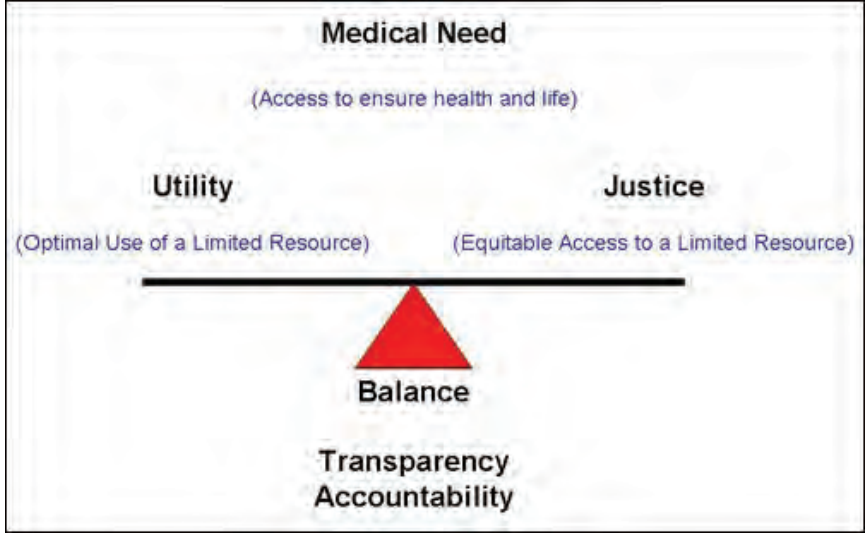 Medical Need
(Access to ensure health and life)
Utility
Justice
(Optimal Use of a Limited Resource)
(Equitable Access to a Limited Resource)
Balance
Transparency
Accountability